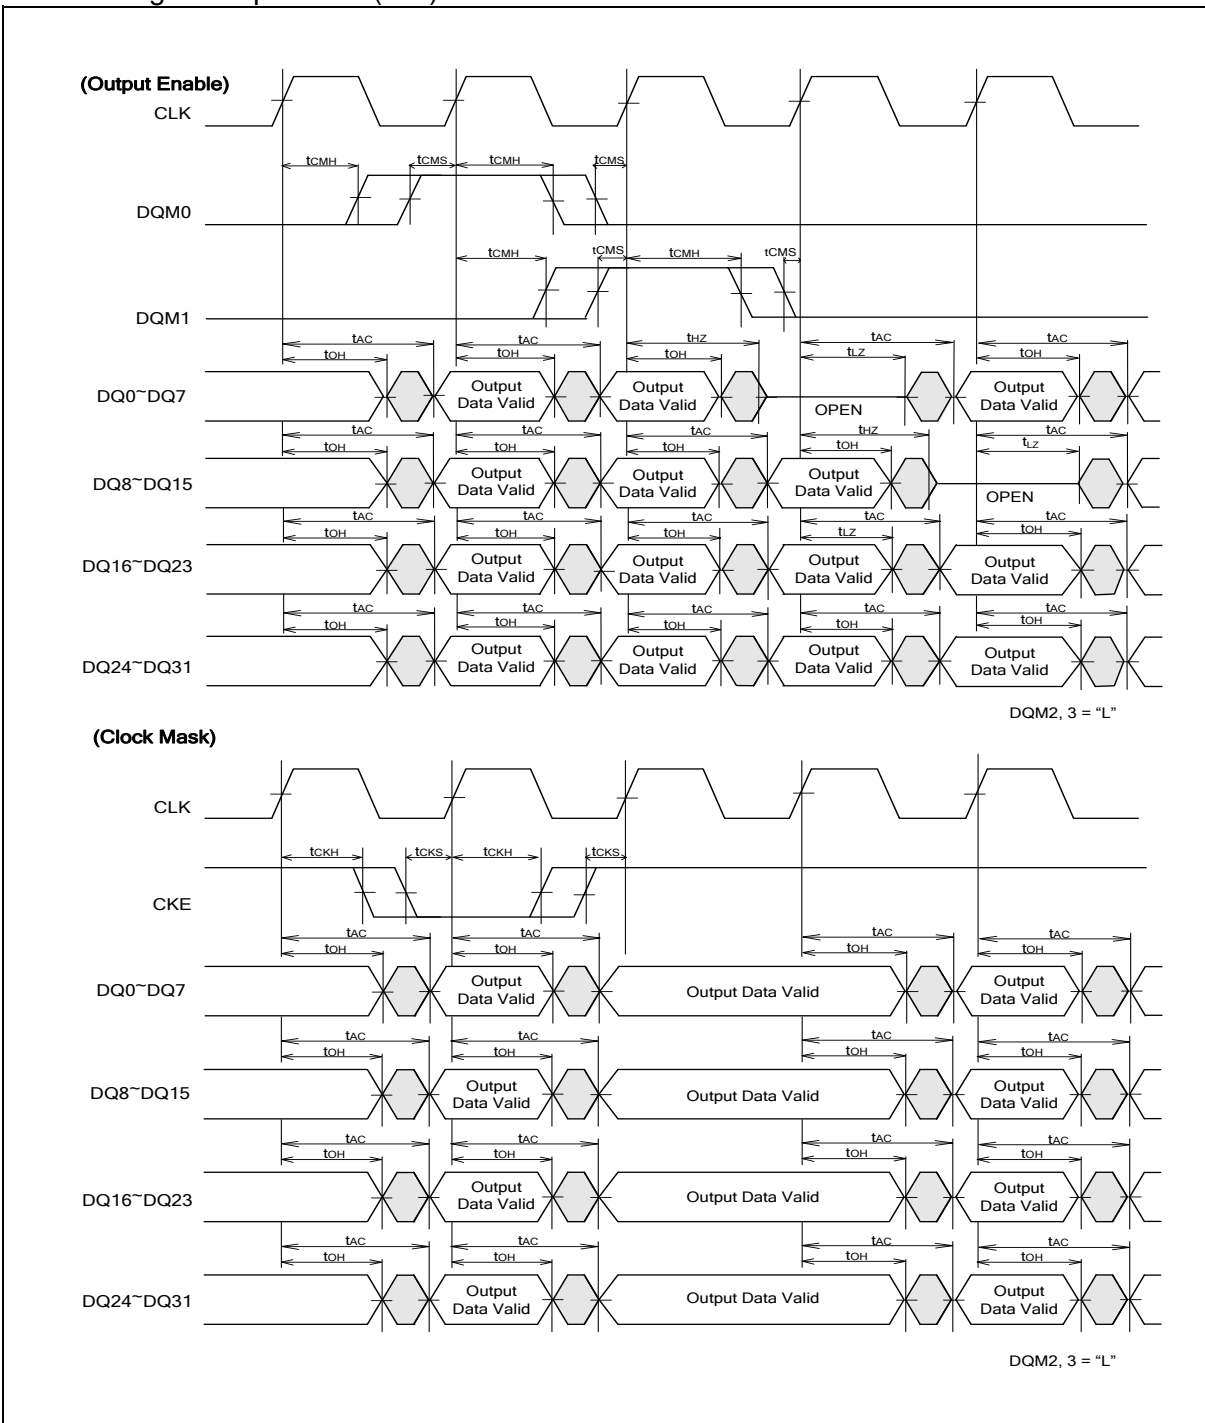 (Output Enable)
CLK
tCMH tCMS tCMH tCMS
DQM0
tCMH tCMS tCMH tCMS
DQM1
tAC tAC tHZ tAC tAC
tOH tOH tOH tLZ tOH
DQ0~DQ7
Output Data Valid
Output Data Valid
OPEN
Output Data Valid
tAC tAC tAC tHZ tAC
tOH tOH tOH tOH tLZ
DQ8~DQ15
Output Data Valid
Output Data Valid
Output Data Valid
OPEN
tAC tAC tAC tAC tAC
tOH tOH tOH tLZ tOH
DQ16~DQ23
Output Data Valid
Output Data Valid
Output Data Valid
Output Data Valid
tAC tAC tAC tAC tAC
tOH tOH tOH tOH tOH
DQ24~DQ31
Output Data Valid
Output Data Valid
Output Data Valid
Output Data Valid
DQM2, 3 = “L”
(Clock Mask)
CLK
tCKH tCKS tCKH tCKS
CKE
tAC tAC tAC tAC
tOH tOH tOH tOH
DQ0~DQ7
Output Data Valid
Output Data Valid
Output Data Valid
tAC tAC tAC tAC
tOH tOH tOH tOH
DQ8~DQ15
Output Data Valid
Output Data Valid
Output Data Valid
tAC tAC tAC tAC
tOH tOH tOH tOH
DQ16~DQ23
Output Data Valid
Output Data Valid
Output Data Valid
tAC tAC tAC tAC
tOH tOH tOH tOH
DQ24~DQ31
Output Data Valid
Output Data Valid
Output Data Valid
DQM2, 3 = “L”